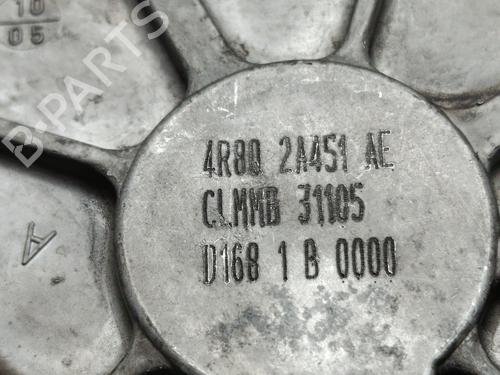 10
05
B-PARTS
4R8Q 2A451 AE
CLMMB 31105
D168 1 B 0000
A